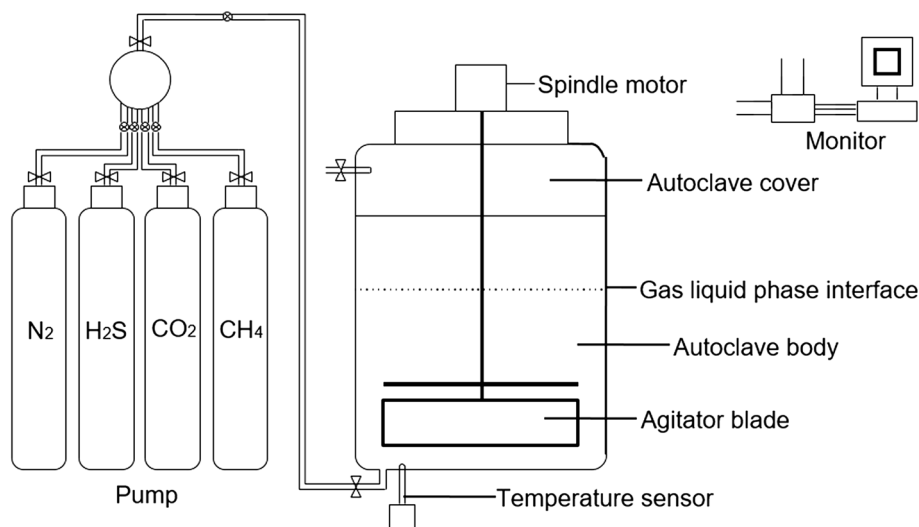 Spindle motor
Monitor
Autoclave cover
Gas liquid phase interface
N2
H2S
CO2
CH4
Autoclave body
Agitator blade
Pump
Temperature sensor